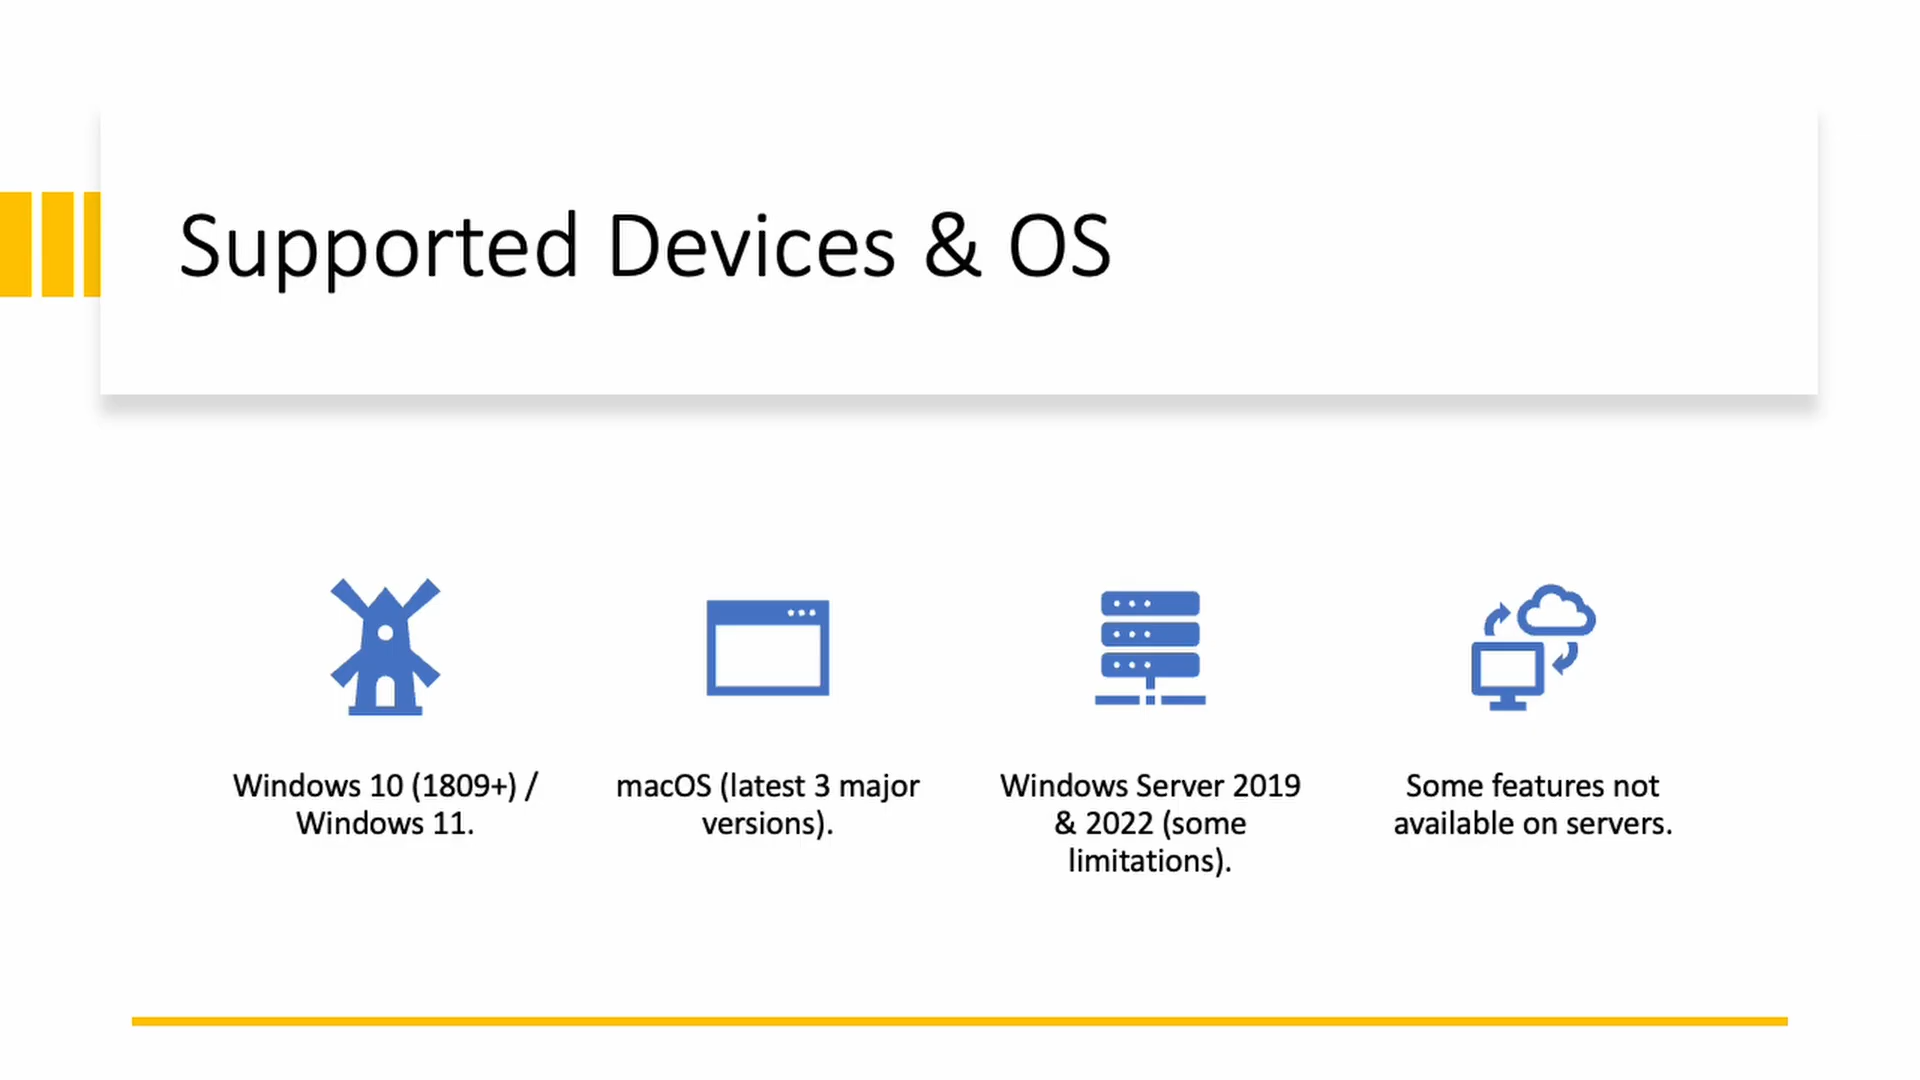 Supported Devices & OS
Windows 10 (1809+) /
Windows 11.
macOS (latest 3 major
versions).
Windows Server 2019
& 2022 (some
limitations).
Some features not
available on servers.